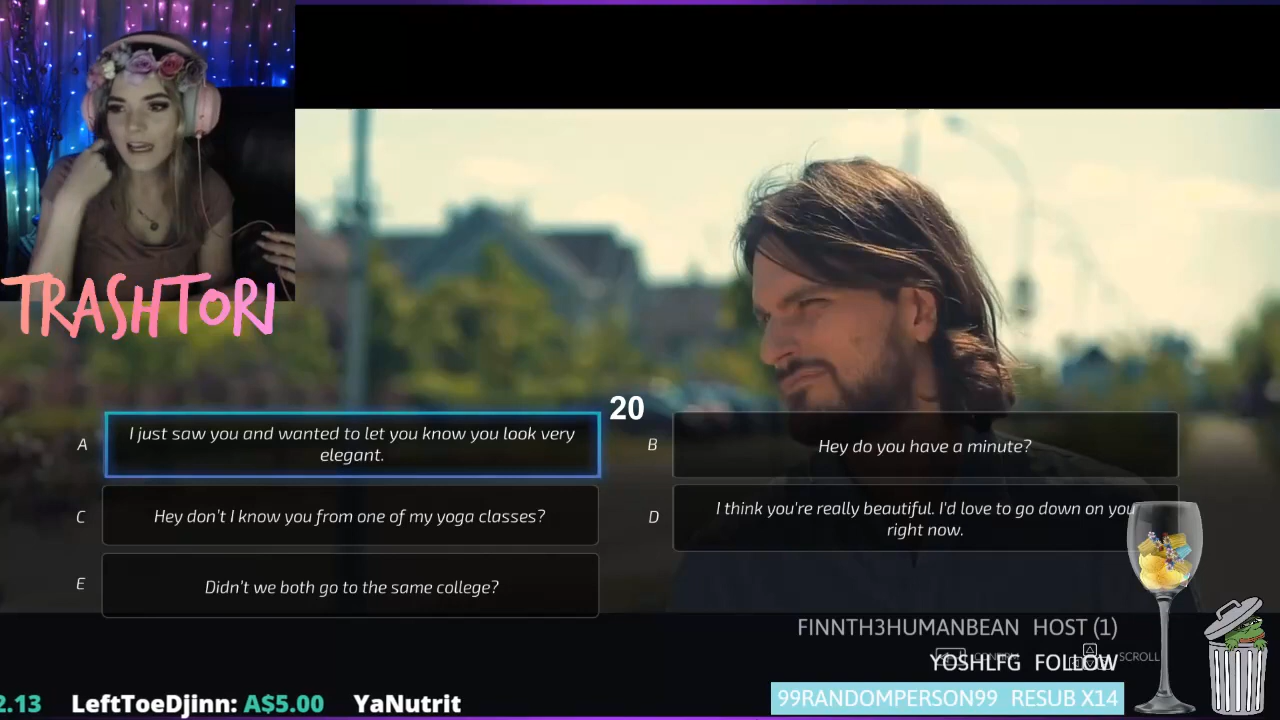 TRASHTORI
20
A
I just saw you and wanted to let you know you look very
elegant.
B
Hey do you have a minute?
C
Hey don't I know you from one of my yoga classes?
D
I think you're really beautiful. I'd love to go down on you
right now.
E
Didn't we both go to the same college?
FINNTH3HUMANBEAN HOST (1)
YOSHLFG FOLLOW
SCROLL
99RANDOMPERSON99 RESUB X14
2.13 LeftToeDjinn: A$5.00 YaNutrit